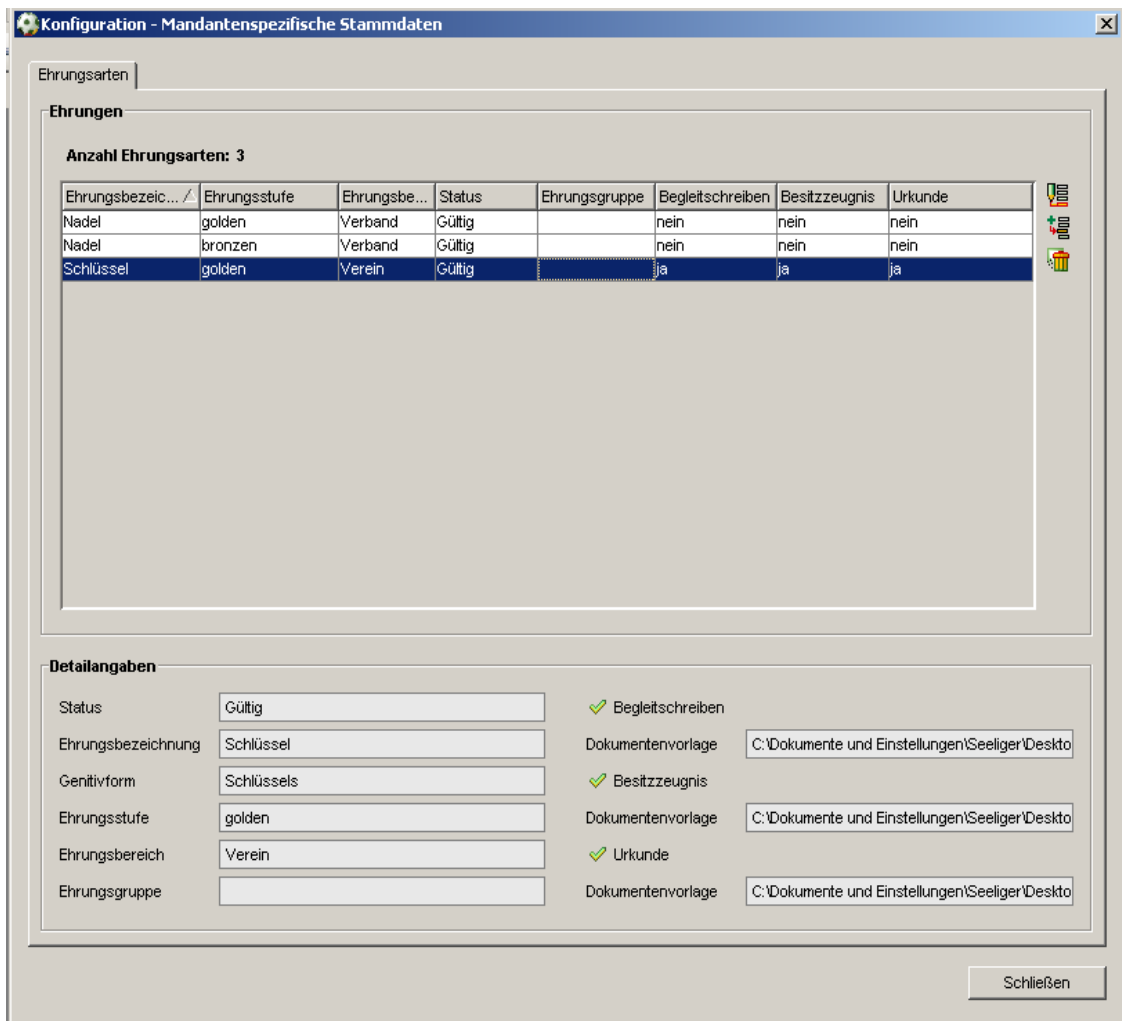 Konfiguration - Mandantenspezifische Stammdaten
Ehrungsarten
Ehrungen
Anzahl Ehrungsarten: 3
Ehrungsbezeic... Ehrungsstufe Ehrungsbe... Status Ehrungsgruppe Begleitschreiben Besitzzeugnis Urkunde
Nadel golden Verband Gültig nein nein nein
Nadel bronzen Verband Gültig nein nein nein
Schlüssel golden Verein Gültig ja ja ja
Detailangaben
Status Gültig Begleitschreiben
Ehrungsbezeichnung Schlüssel Dokumentenvorlage C:\Dokumente und Einstellungen\Seeliger\Deskto
Genitivform Schlüssels Besitzzeugnis
Ehrungsstufe golden Dokumentenvorlage C:\Dokumente und Einstellungen\Seeliger\Deskto
Ehrungsbereich Verein Urkunde
Ehrungsgruppe Dokumentenvorlage C:\Dokumente und Einstellungen\Seeliger\Deskto
Schließen